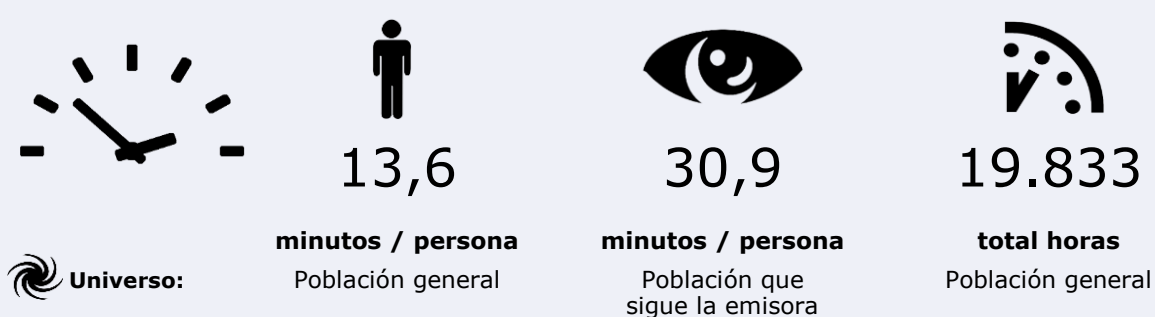 13,6
30,9
19.833
minutos / persona
minutos / persona
total horas
Universo:
Población general
Población que
sigue la emisora
Población general